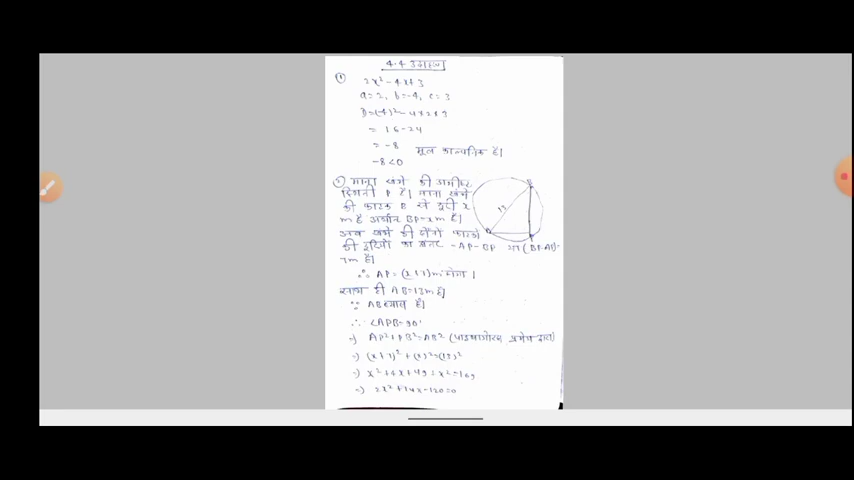 4.4 उदाहरण
① 2x² - 4x+3
a=2, b=-4, c=3
D=(-4)² - 4×2×3
= 16-24
= -8 मूल काल्पनिक है|
-8<0
② माना खंभे की अभीष्ट
स्थिति P है| माना खंभे
की फाटक B से दूरी x
m है अर्थात BP=xm है|
अब खंभे की दोनों फाटकों
की दूरियों का अंतर =AP-BP या (BP-AP)=
7m है|
∴ AP=(x+7)m होगा |
साथ ही AB=13m है|
∵ AB व्यास है|
∴ ∠APB=90°
⇒) AP²+PB²=AB² (पाइथागोरस प्रमेय द्वारा)
⇒) (x+7)²+(x)²=(13)²
⇒) x²+14x+49+x²=169
⇒) 2x²+14x-120=0
13
B
P